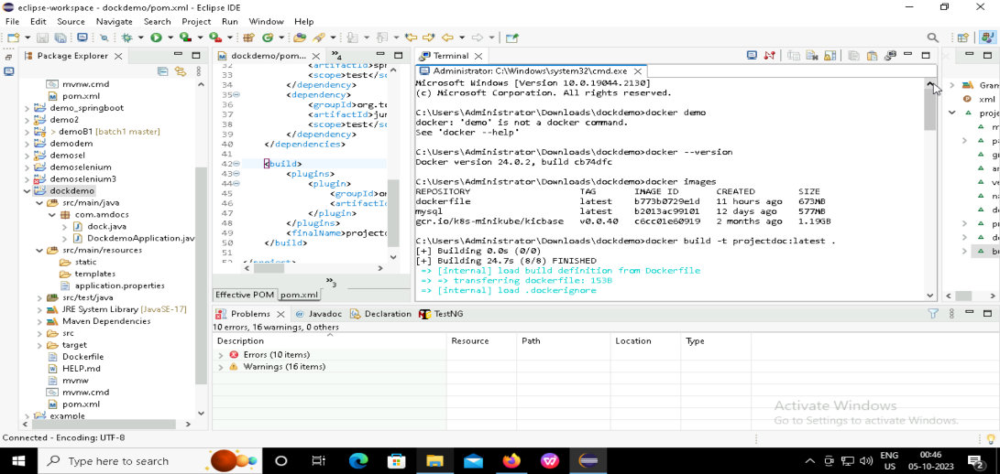 eclipse-workspace - dockdemo/pom.xml - Eclipse IDE
File Edit Source Navigate Search Project Run Window Help
Package Explorer
mvnw.cmd
pom.xml
demo_springboot
demo2
> demoB1 [batch1 master]
demodem
demosel
demoselenium
demoselenium3
dockdemo
src/main/java
com.amdocs
dock.java
DockdemoApplication.jav
src/main/resources
static
templates
application.properties
src/test/java
JRE System Library [JavaSE-17]
Maven Dependencies
src
target
Dockerfile
HELP.md
mvnw
mvnw.cmd
pom.xml
example
dockdemo/pom....
4
32 <artifactId>spr
33 <scope>test</sc
34 </dependency>
35 <dependency>
36 <groupId>org.te
37 <artifactId>jun
38 <scope>test</sc
39 </dependency>
40 </dependencies>
41
42 <build>
43 <plugins>
44 <plugin>
45 <groupId>or
46 <artifactId
47 </plugin>
48 </plugins>
49 <finalName>projectd
50 </build>
51
52 </project>
3
Effective POM pom.xml
Terminal
Administrator: C:\Windows\system32\cmd.exe
Microsoft Windows [Version 10.0.19044.2130]
(c) Microsoft Corporation. All rights reserved.
C:\Users\Administrator\Downloads\dockdemo>docker demo
docker: 'demo' is not a docker command.
See 'docker --help'
C:\Users\Administrator\Downloads\dockdemo>docker --version
Docker version 24.0.2, build cb74dfc
C:\Users\Administrator\Downloads\dockdemo>docker images
REPOSITORY TAG IMAGE ID CREATED SIZE
dockerfile latest b773b0729e1d 11 hours ago 673MB
mysql latest b2013ac99101 12 days ago 577MB
gcr.io/k8s-minikube/kicbase v0.0.40 c6cc01e60919 2 months ago 1.19GB
C:\Users\Administrator\Downloads\dockdemo>docker build -t projectdoc:latest .
[+] Building 0.0s (0/0)
[+] Building 24.7s (8/8) FINISHED
=> [internal] load build definition from Dockerfile
=> => transferring dockerfile: 153B
=> [internal] load .dockerignore
Gran
xml
proje
m
pa
g
ar
ve
na
de
p
d
b
Problems Javadoc Declaration TestNG
10 errors, 16 warnings, 0 others
Description Resource Path Location Type
Errors (10 items)
Warnings (16 items)
Activate Windows
Go to Settings to activate Windows.
Connected - Encoding: UTF-8
Type here to search
ENG
US
00:46
05-10-2023
2